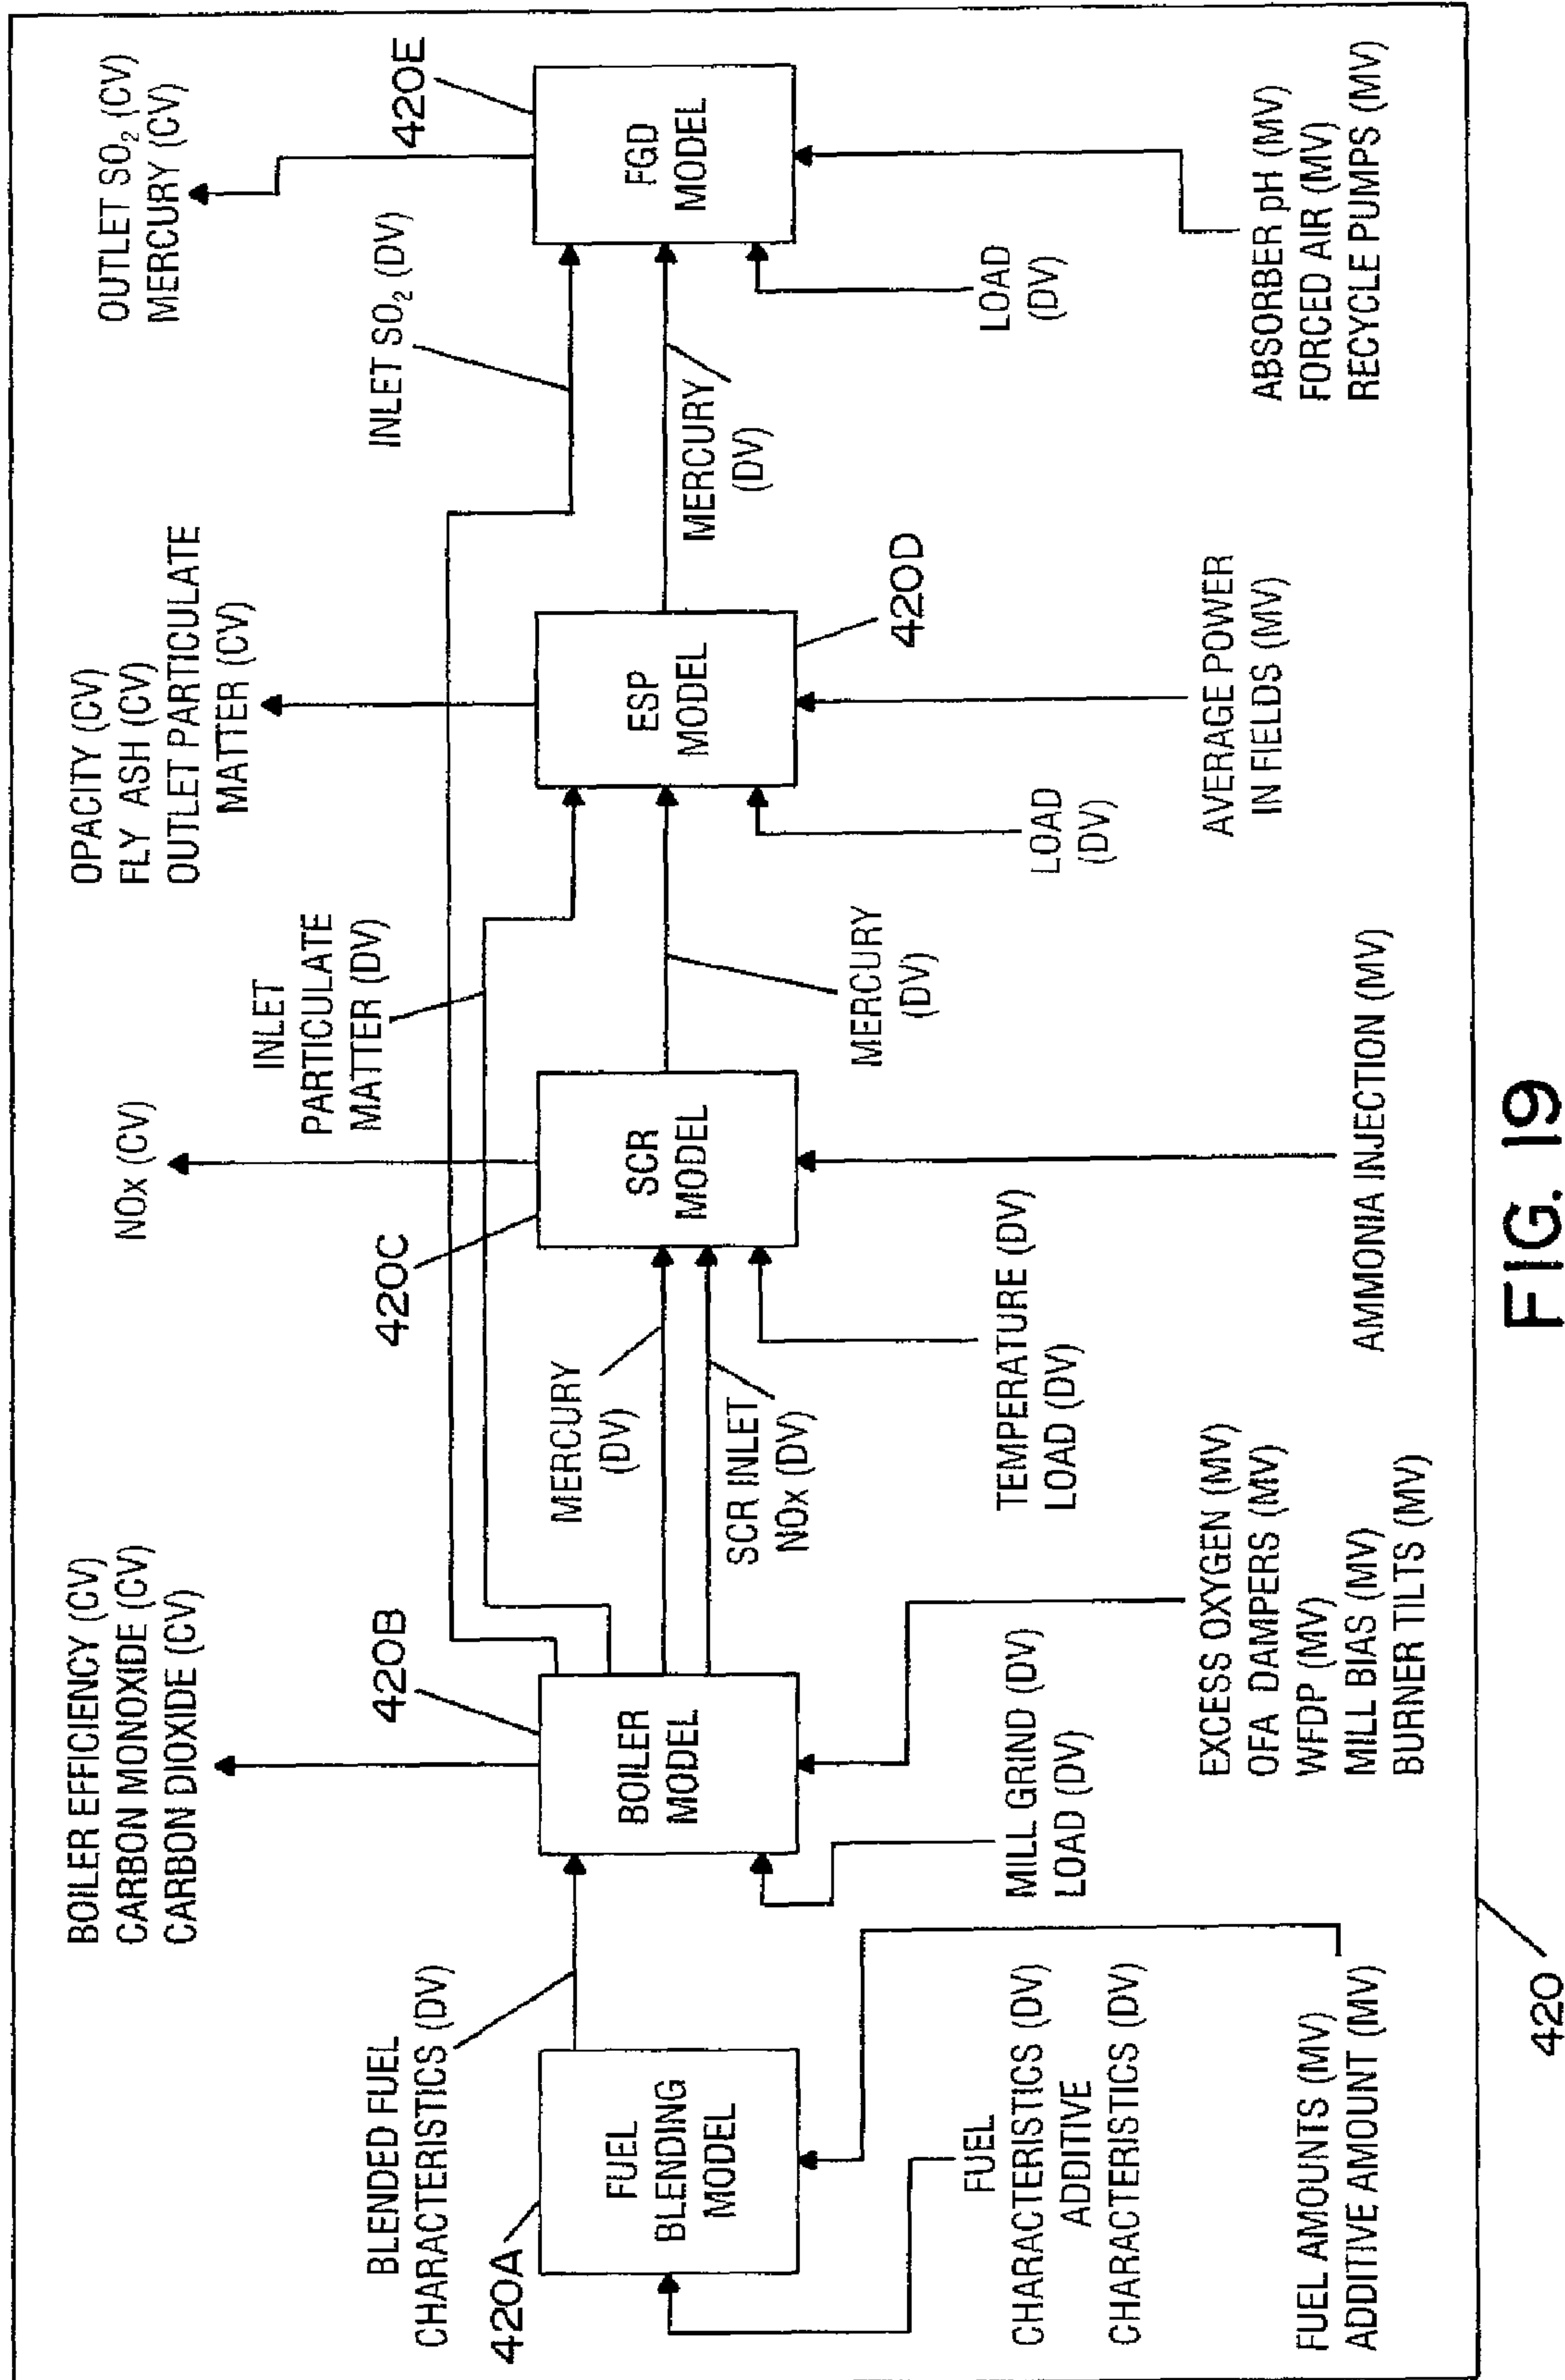 BOILER EFFICIENCY (CV)
CARBON MONOXIDE (CV)
CARBON DIOXIDE (CV)
NOx (CV)
OPACITY (CV)
FLY ASH (CV)
OUTLET PARTICULATE
MATTER (CV)
OUTLET SO₂ (CV)
MERCURY (CV)
BLENDED FUEL
CHARACTERISTICS (DV)
INLET
PARTICULATE
MATTER (DV)
INLET SO₂ (DV)
420A
FUEL
BLENDING
MODEL
420B
BOILER
MODEL
MERCURY
(DV)
SCR INLET
NOx (DV)
420C
SCR
MODEL
MERCURY
(DV)
ESP
MODEL
420D
MERCURY
(DV)
420E
FGD
MODEL
FUEL
CHARACTERISTICS (DV)
ADDITIVE
CHARACTERISTICS (DV)
MILL GRIND (DV)
LOAD (DV)
TEMPERATURE (DV)
LOAD (DV)
LOAD
(DV)
LOAD
(DV)
FUEL AMOUNTS (MV)
ADDITIVE AMOUNT (MV)
EXCESS OXYGEN (MV)
OFA DAMPERS (MV)
WFDP (MV)
MILL BIAS (MV)
BURNER TILTS (MV)
AMMONIA INJECTION (MV)
AVERAGE POWER
IN FIELDS (MV)
ABSORBER pH (MV)
FORCED AIR (MV)
RECYCLE PUMPS (MV)
420
FIG. 19